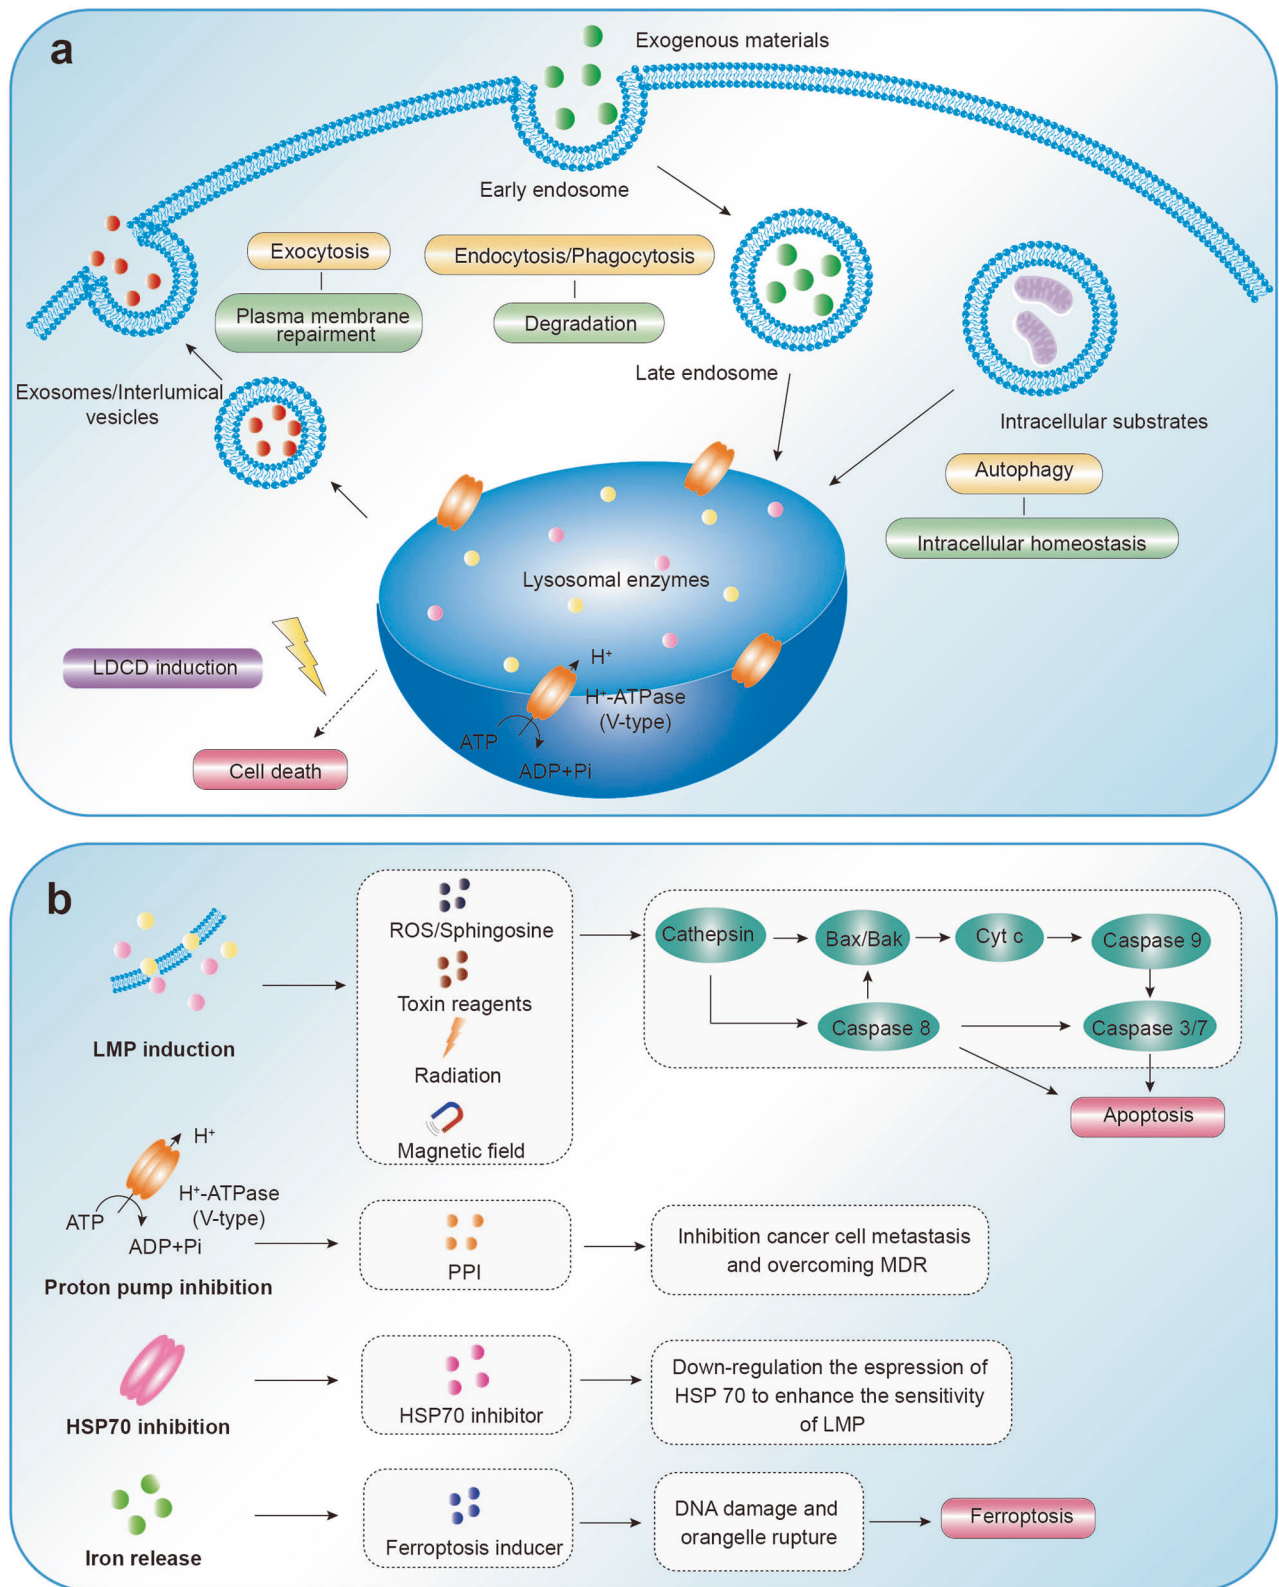 a
Exogenous materials
Early endosome
Exocytosis
Plasma membrane
repairment
Endocytosis/Phagocytosis
Degradation
Late endosome
Exosomes/Interlumical
vesicles
Intracellular substrates
Autophagy
Intracellular homeostasis
Lysosomal enzymes
LDCD induction
Cell death
H⁺
H⁺-ATPase
(V-type)
ATP
ADP+Pi
b
LMP induction
ROS/Sphingosine
Toxin reagents
Radiation
Magnetic field
Cathepsin
Bax/Bak
Cyt c
Caspase 9
Caspase 8
Caspase 3/7
Apoptosis
H⁺
H⁺-ATPase
(V-type)
ATP
ADP+Pi
Proton pump inhibition
PPI
Inhibition cancer cell metastasis
and overcoming MDR
HSP70 inhibition
HSP70 inhibitor
Down-regulation the espression of
HSP 70 to enhance the sensitivity
of LMP
Iron release
Ferroptosis inducer
DNA damage and
orangelle rupture
Ferroptosis